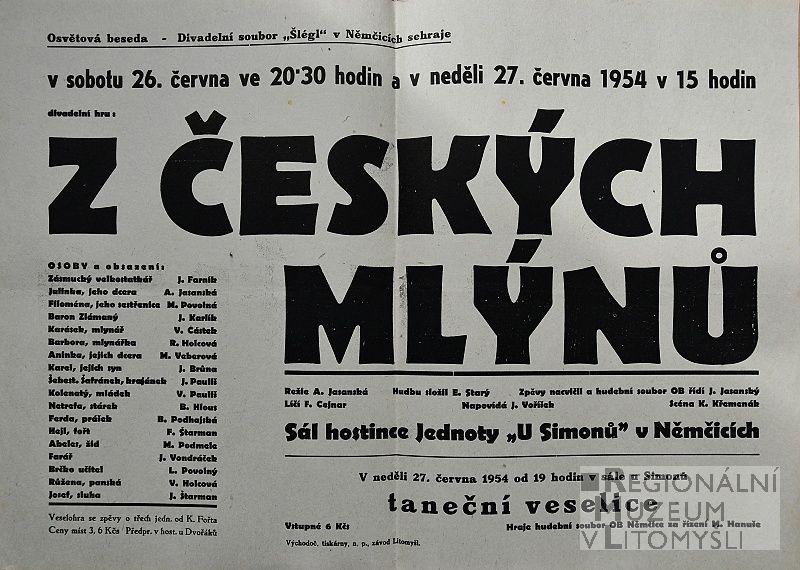 Osvětová beseda - Divadelní soubor „Šlégl" v Němčicích sehraje
v sobotu 26. června ve 20·30 hodin a v neděli 27. června 1954 v 15 hodin
divadelní hru:
Z ČESKÝCH
MLÝNŮ
OSOBY a obsazení:
Zásmucký velkostatkář J. Farník
Julinka, jeho dcera A. Jasanská
Filoména, jeho sestřenice M. Povolná
Baron Zlámaný J. Karlík
Karásek, mlynář V. Částek
Barbora, mlynářka R. Holcová
Aninka, jejich dcera M. Veberová
Karel, jejich syn J. Brůna
Šebest. Šafránek, krajánek J. Paulii
Kolenatý, mládek V. Paulii
Netrefa, stárek B. Hlous
Ferda, prášek B. Podhajská
Hejl, fořt F. Štarman
Abeles, žid M. Podmele
Farář J. Vondráček
Brťko učitel L. Povolný
Růžena, panská V. Holcová
Josef, sluha J. Štarman
Veselohra se zpěvy o třech jedn. od K. Fořta
Ceny míst 3, 6 Kčs / Předpr. v host. u Dvořáků
Režie A. Jasanská Hudbu složil E. Starý Zpěvy nacvičil a hudební soubor OB řídí J. Jasanský
Líčí F. Cejnar Napovídá J. Voříšek Scéna K. Křemenák
Sál hostince Jednoty „U Simonů" v Němčicích
V neděli 27. června 1954 od 19 hodin v sále u Simonů
taneční veselice
Vstupné 6 Kčs Hraje hudební soubor OB Němčice za řízení M. Hanuše
Východoč. tiskárny, n. p., závod Litomyšl.
REGIONÁLNÍ
MUZEUM
V LITOMYŠLI